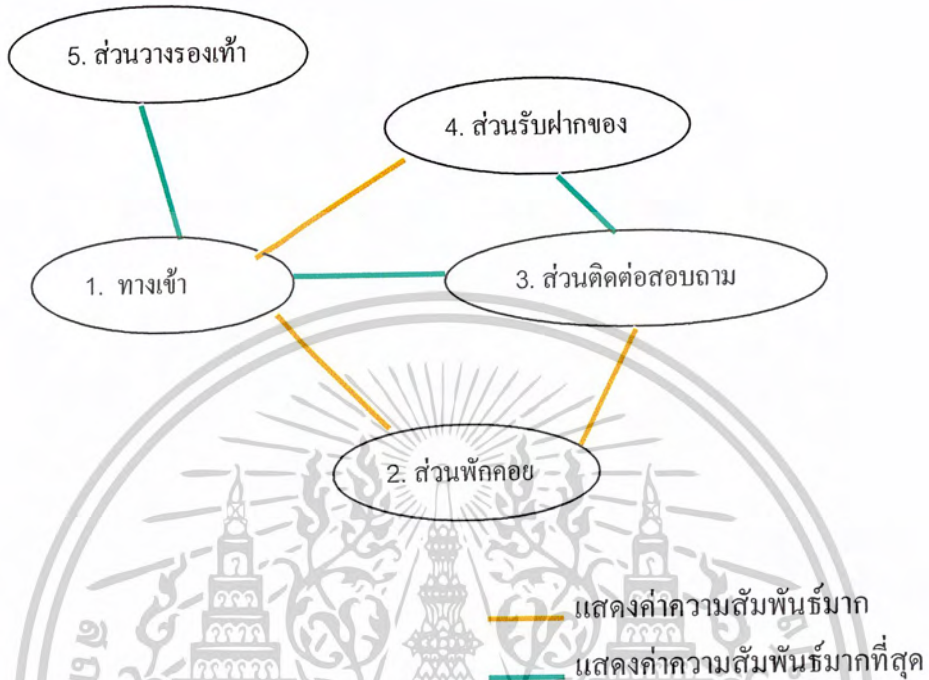 5. ส่วนวางรองเท้า
4. ส่วนรับฝากของ
1. ทางเข้า
3. ส่วนติดต่อสอบถาม
2. ส่วนพักคอย
แสดงค่าความสัมพันธ์มาก
แสดงค่าความสัมพันธ์มากที่สุด